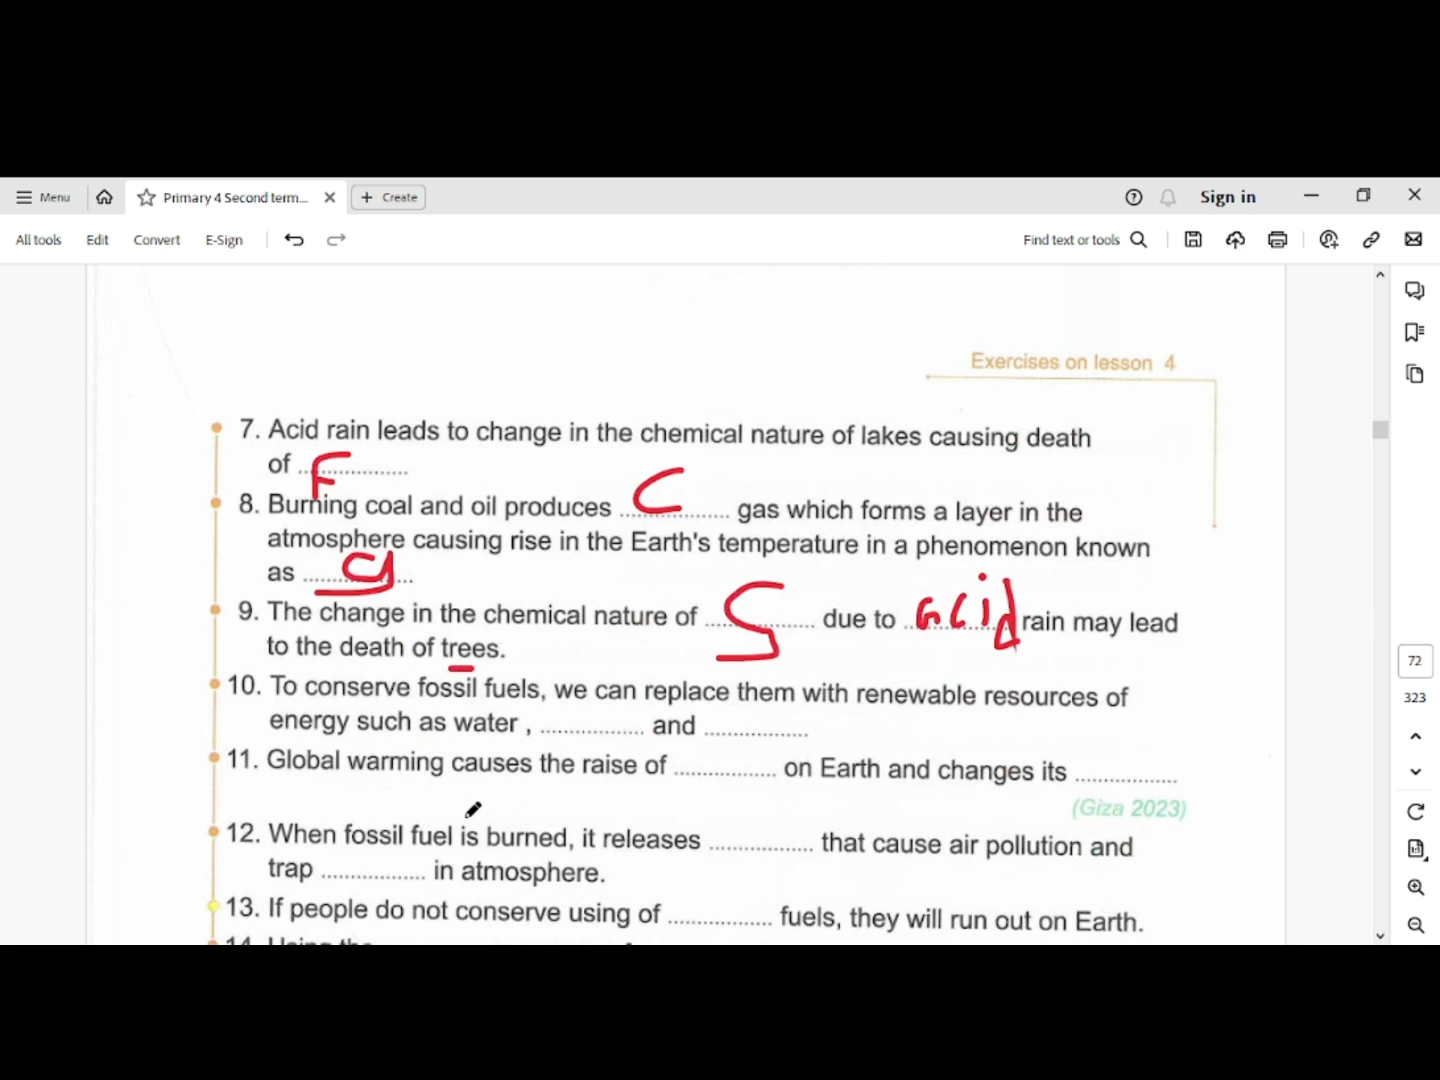 Menu
Primary 4 Second term...
Create
Sign in
All tools
Edit
Convert
E-Sign
Find text or tools
Exercises on lesson 4
7. Acid rain leads to change in the chemical nature of lakes causing death
of F..............
8. Burning coal and oil produces C.............. gas which forms a layer in the
atmosphere causing rise in the Earth's temperature in a phenomenon known
as .......g.......
9. The change in the chemical nature of S.............. due to acid rain may lead
to the death of trees.
10. To conserve fossil fuels, we can replace them with renewable resources of
energy such as water , .............. and ..............
11. Global warming causes the raise of .............. on Earth and changes its ..............
(Giza 2023)
12. When fossil fuel is burned, it releases .............. that cause air pollution and
trap .............. in atmosphere.
13. If people do not conserve using of .............. fuels, they will run out on Earth.
72
323